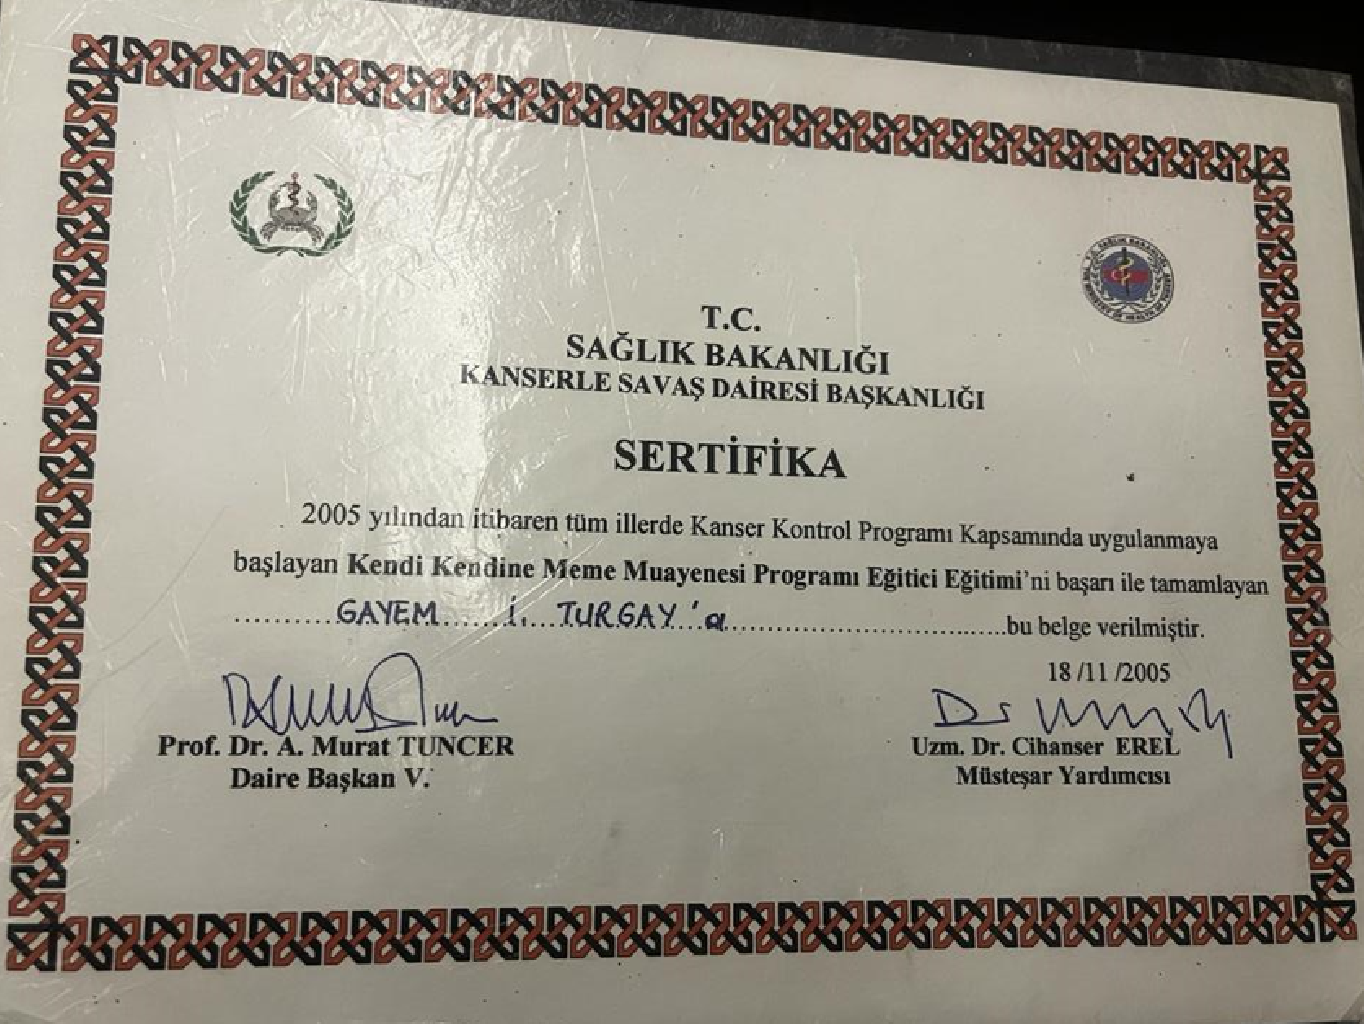 T.C.
SAĞLIK BAKANLIĞI
KANSERLE SAVAŞ DAİRESİ BAŞKANLIĞI
SERTİFİKA
2005 yılından itibaren tüm illerde Kanser Kontrol Programı Kapsamında uygulanmaya
başlayan Kendi Kendine Meme Muayenesi Programı Eğitici Eğitimi'ni başarı ile tamamlayan
..........GAYEM......İ....TURGAY.'a.......................................bu belge verilmiştir.
18 /11 /2005
Prof. Dr. A. Murat TUNCER
Daire Başkan V.
Uzm. Dr. Cihanser EREL
Müsteşar Yardımcısı